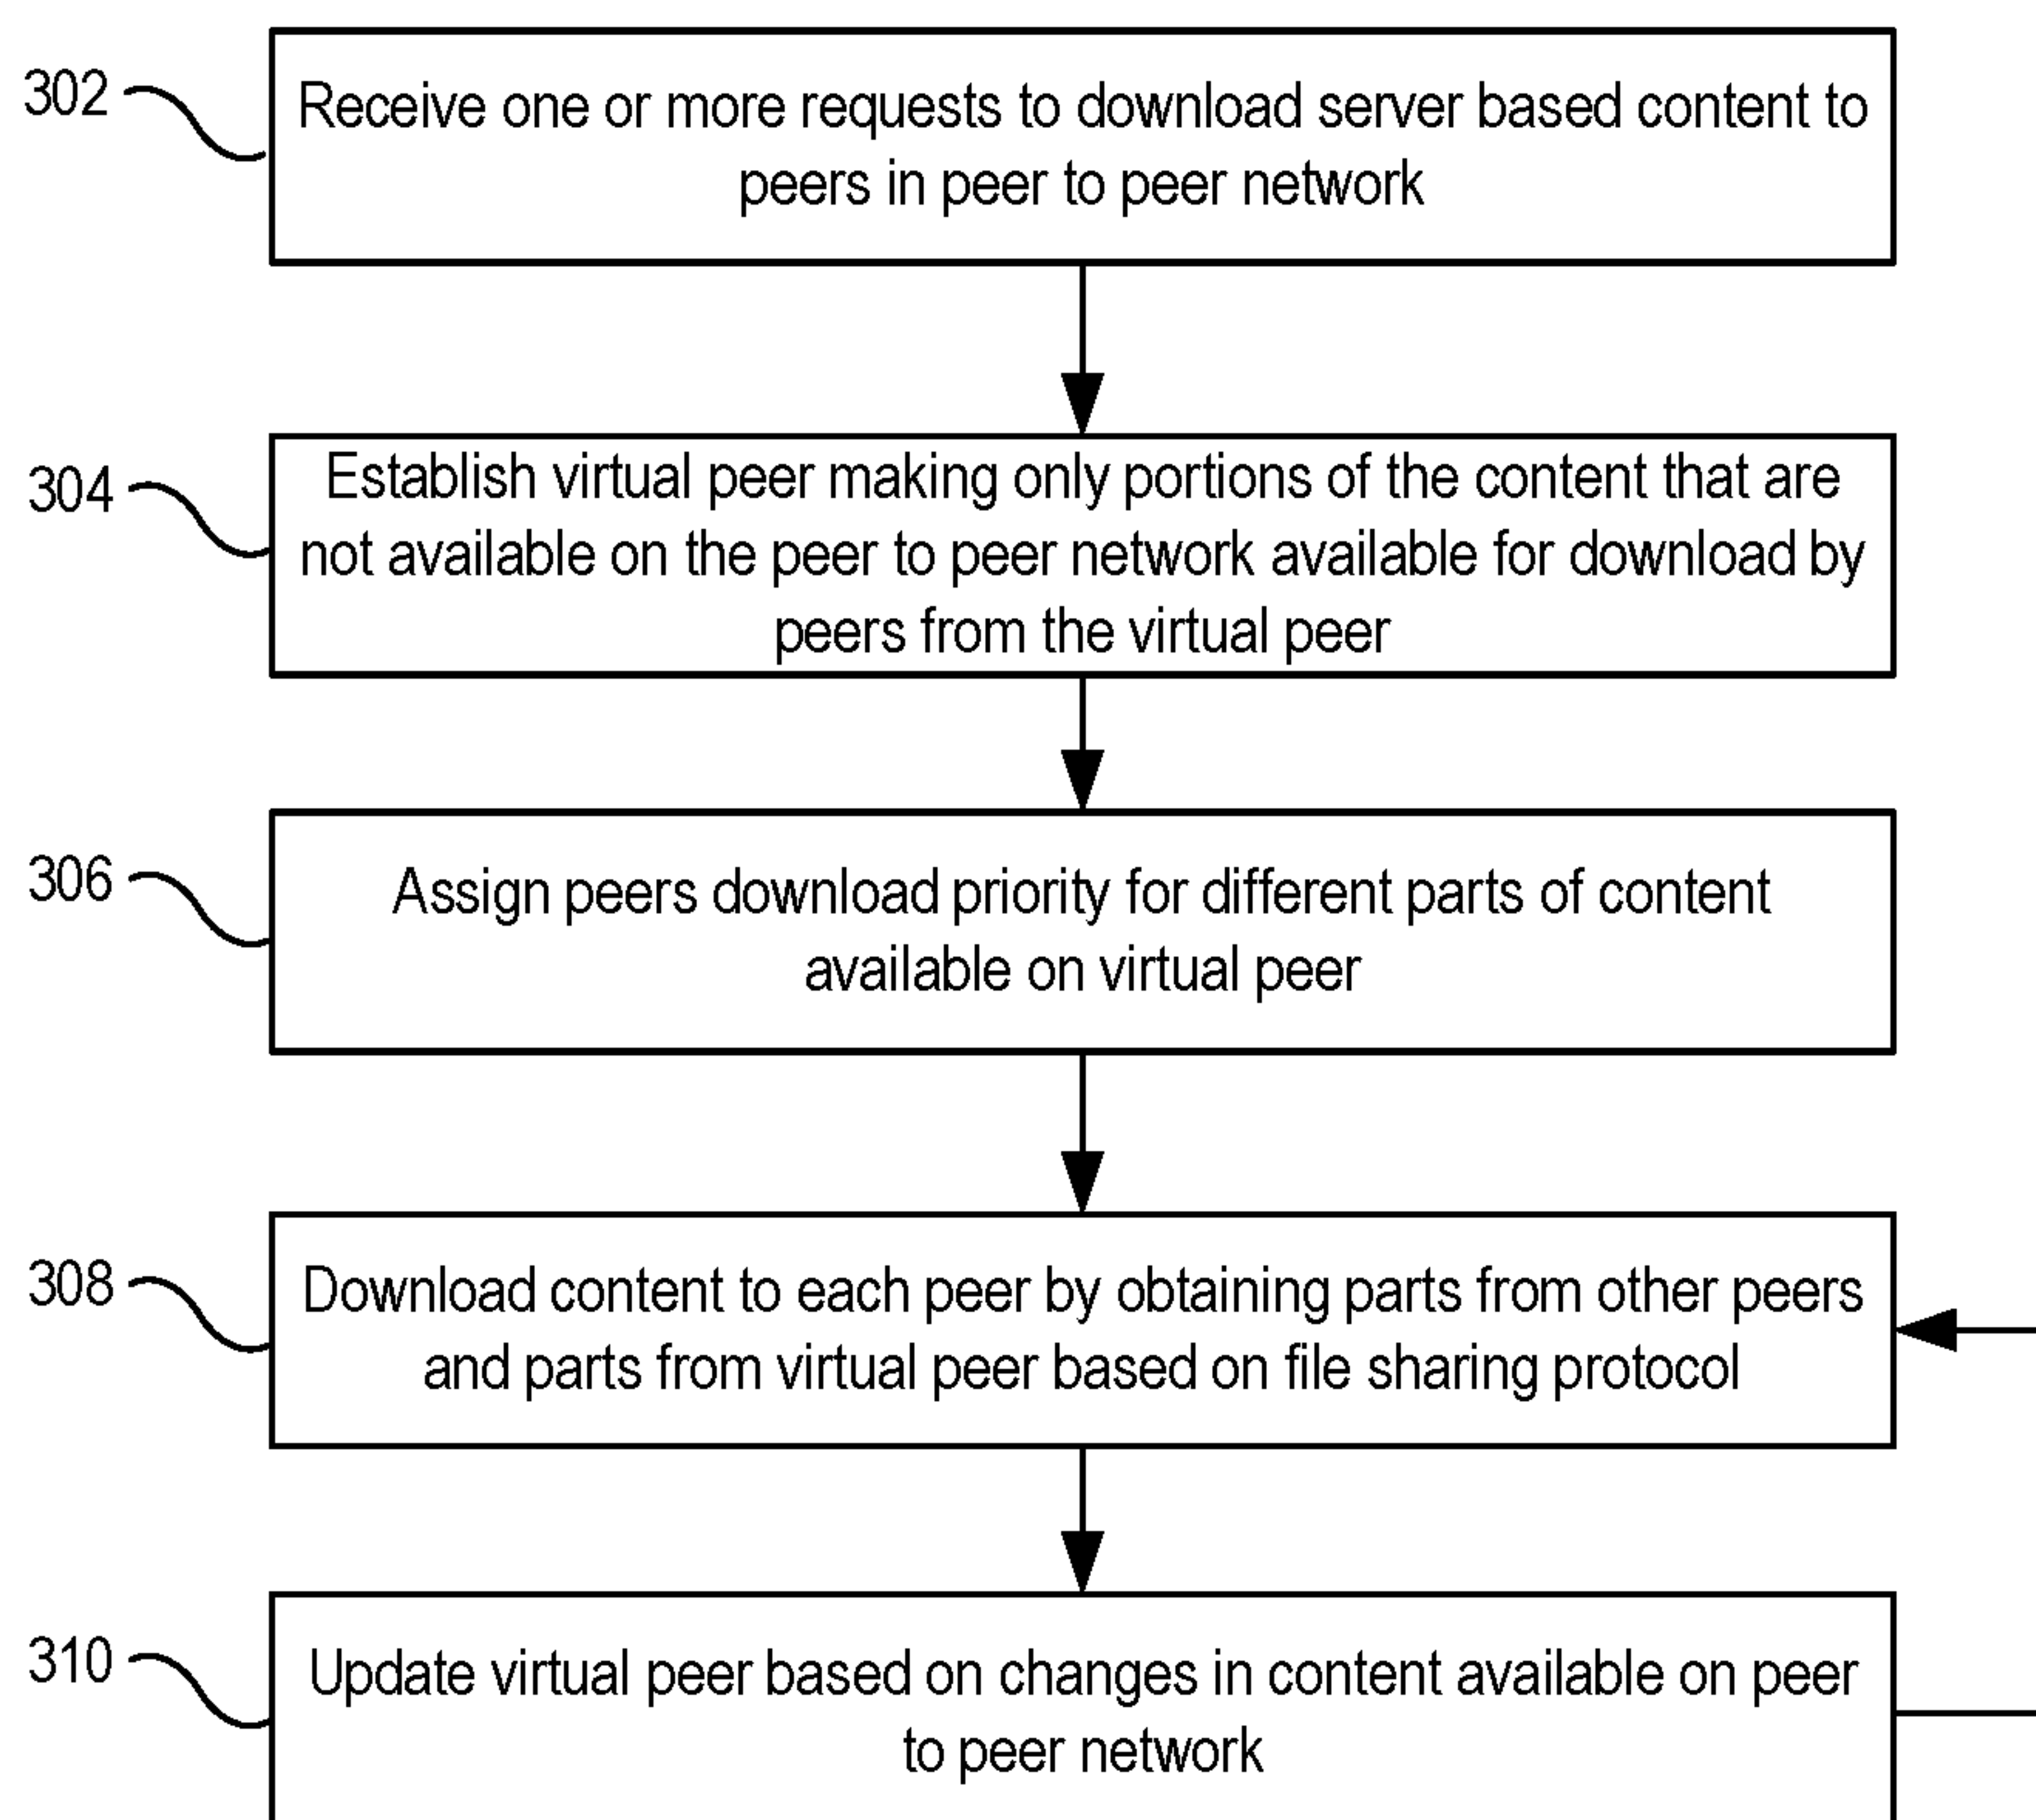 302
Receive one or more requests to download server based content to
peers in peer to peer network
304
Establish virtual peer making only portions of the content that are
not available on the peer to peer network available for download by
peers from the virtual peer
306
Assign peers download priority for different parts of content
available on virtual peer
308
Download content to each peer by obtaining parts from other peers
and parts from virtual peer based on file sharing protocol
310
Update virtual peer based on changes in content available on peer
to peer network